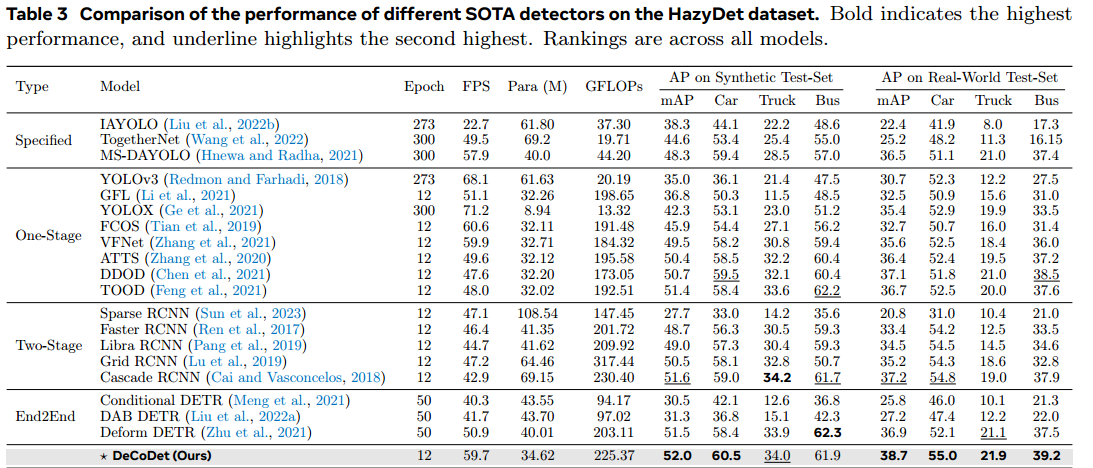 Table 3 Comparison of the performance of different SOTA detectors on the HazyDet dataset. Bold indicates the highest
performance, and underline highlights the second highest. Rankings are across all models.
Type Model Epoch FPS Para (M) GFLOPs AP on Synthetic Test-Set AP on Real-World Test-Set
mAP Car Truck Bus mAP Car Truck Bus
Specified
IAYOLO (Liu et al., 2022b) 273 22.7 61.80 37.30 38.3 44.1 22.2 48.6 22.4 41.9 8.0 17.3
TogetherNet (Wang et al., 2022) 300 49.5 69.2 19.71 44.6 53.4 25.4 55.0 25.2 48.2 11.3 16.15
MS-DAYOLO (Hnewa and Radha, 2021) 300 57.9 40.0 44.20 48.3 59.4 28.5 57.0 36.5 51.1 21.0 37.4
One-Stage
YOLOv3 (Redmon and Farhadi, 2018) 273 68.1 61.63 20.19 35.0 36.1 21.4 47.5 30.7 52.3 12.2 27.5
GFL (Li et al., 2021) 12 51.1 32.26 198.65 36.8 50.3 11.5 48.5 32.5 50.9 15.6 31.0
YOLOX (Ge et al., 2021) 300 71.2 8.94 13.32 42.3 53.1 23.0 51.2 35.4 52.9 19.9 33.5
FCOS (Tian et al., 2019) 12 60.6 32.11 191.48 45.9 54.4 27.1 56.2 32.7 50.7 16.0 31.4
VFNet (Zhang et al., 2021) 12 59.9 32.71 184.32 49.5 58.2 30.8 59.4 35.6 52.5 18.4 36.0
ATTS (Zhang et al., 2020) 12 49.6 32.12 195.58 50.4 58.5 32.2 60.4 36.4 52.4 19.5 37.2
DDOD (Chen et al., 2021) 12 47.6 32.20 173.05 50.7 59.5 32.1 60.4 37.1 51.8 21.0 38.5
TOOD (Feng et al., 2021) 12 48.0 32.02 192.51 51.4 58.4 33.6 62.2 36.7 52.5 20.0 37.6
Two-Stage
Sparse RCNN (Sun et al., 2023) 12 47.1 108.54 147.45 27.7 33.0 14.2 35.6 20.8 31.0 10.4 21.0
Faster RCNN (Ren et al., 2017) 12 46.4 41.35 201.72 48.7 56.3 30.5 59.3 33.4 54.2 12.5 33.5
Libra RCNN (Pang et al., 2019) 12 44.7 41.62 209.92 49.0 57.3 30.4 59.3 34.5 54.5 14.5 34.6
Grid RCNN (Lu et al., 2019) 12 47.2 64.46 317.44 50.5 58.1 32.8 50.7 35.2 54.3 18.6 32.8
Cascade RCNN (Cai and Vasconcelos, 2018) 12 42.9 69.15 230.40 51.6 59.0 34.2 61.7 37.2 54.8 19.0 37.9
End2End
Conditional DETR (Meng et al., 2021) 50 40.3 43.55 94.17 30.5 42.1 12.6 36.8 25.8 46.0 10.1 21.3
DAB DETR (Liu et al., 2022a) 50 41.7 43.70 97.02 31.3 36.8 15.1 42.3 27.2 47.4 12.2 22.0
Deform DETR (Zhu et al., 2021) 50 50.9 40.01 203.11 51.5 58.4 33.9 62.3 36.9 52.1 21.1 37.5
⋆ DeCoDet (Ours) 12 59.7 34.62 225.37 52.0 60.5 34.0 61.9 38.7 55.0 21.9 39.2